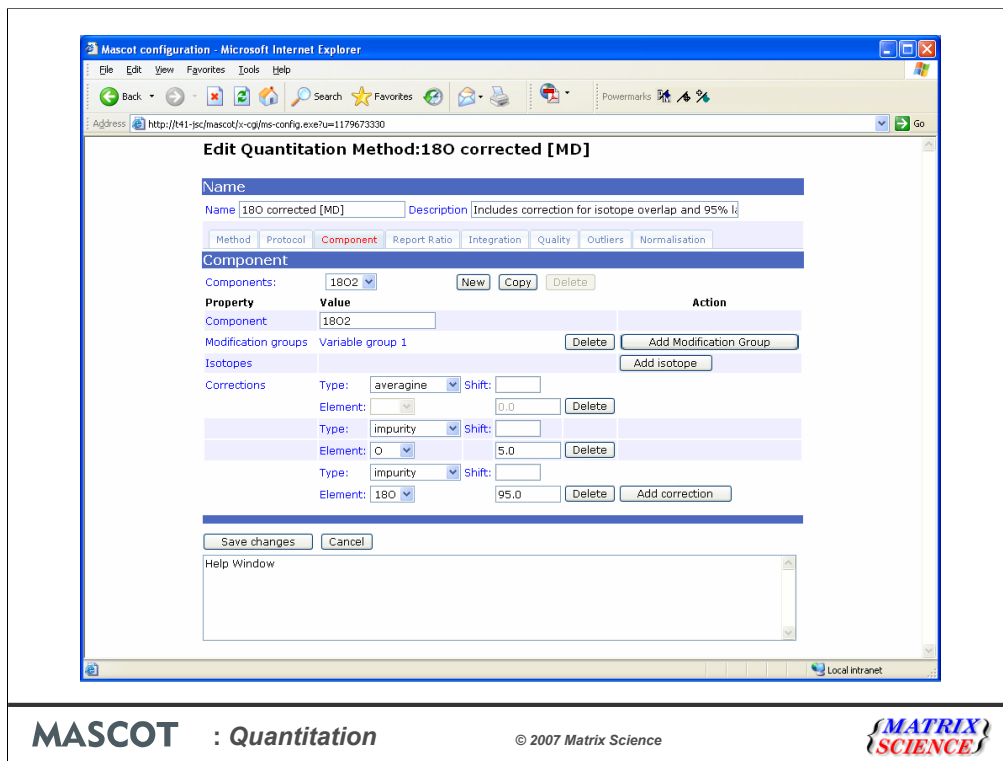 Mascot configuration - Microsoft Internet Explorer
File Edit View Favorites Tools Help
Back Search Favorites Powermarks
Address http://t41-jsc/mascot/x-cgi/ms-config.exe?u=1179673330 Go
Edit Quantitation Method:18O corrected [MD]
Name
Name 18O corrected [MD] Description Includes correction for isotope overlap and 95%
Method Protocol Component Report Ratio Integration Quality Outliers Normalisation
Component
Components: 18O2 New Copy Delete
Property Value Action
Component 18O2
Modification groups Variable group 1 Delete Add Modification Group
Isotopes Add isotope
Corrections Type: averagine Shift:
Element: 0.0 Delete
Type: impurity Shift:
Element: O 5.0 Delete
Type: impurity Shift:
Element: 18O 95.0 Delete Add correction
Save changes Cancel
Help Window
Local intranet
MASCOT : Quantitation © 2007 Matrix Science {MATRIX
SCIENCE}